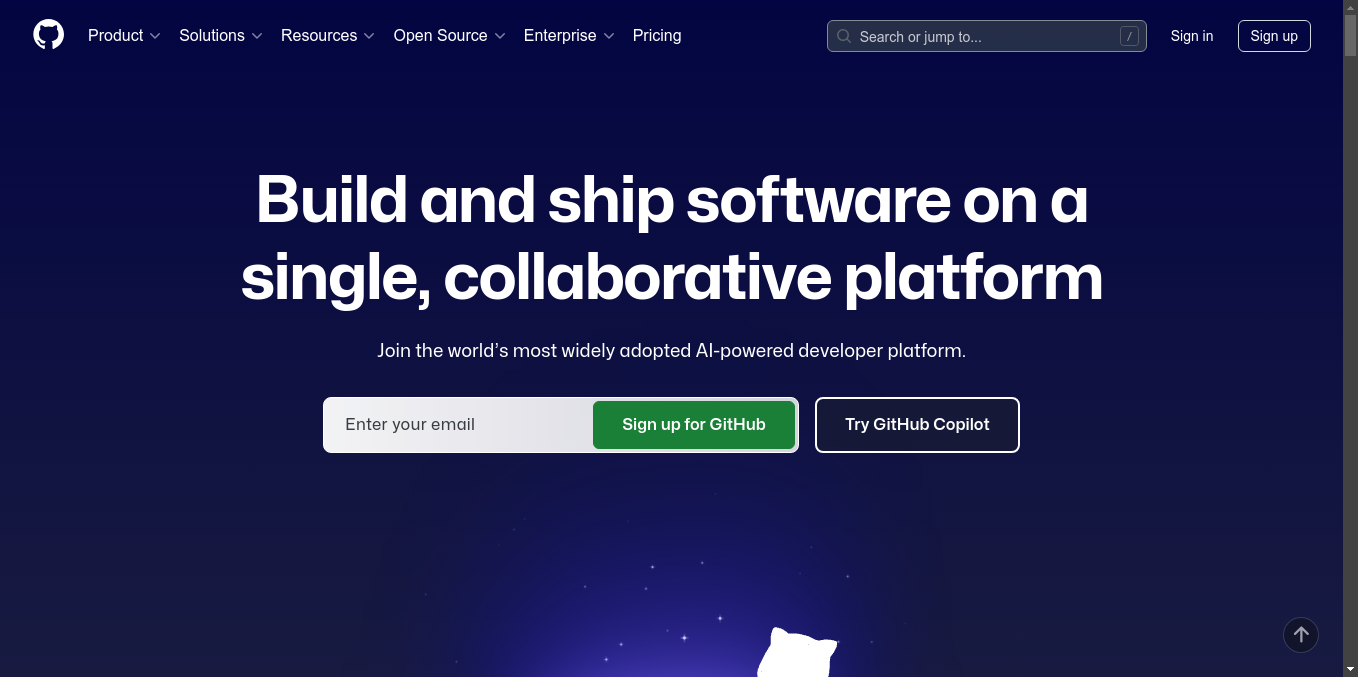 Product
Solutions
Resources
Open Source
Enterprise
Pricing
Search or jump to...
/
Sign in
Sign up
Build and ship software on a
single, collaborative platform
Join the world’s most widely adopted AI-powered developer platform.
Enter your email
Sign up for GitHub
Try GitHub Copilot